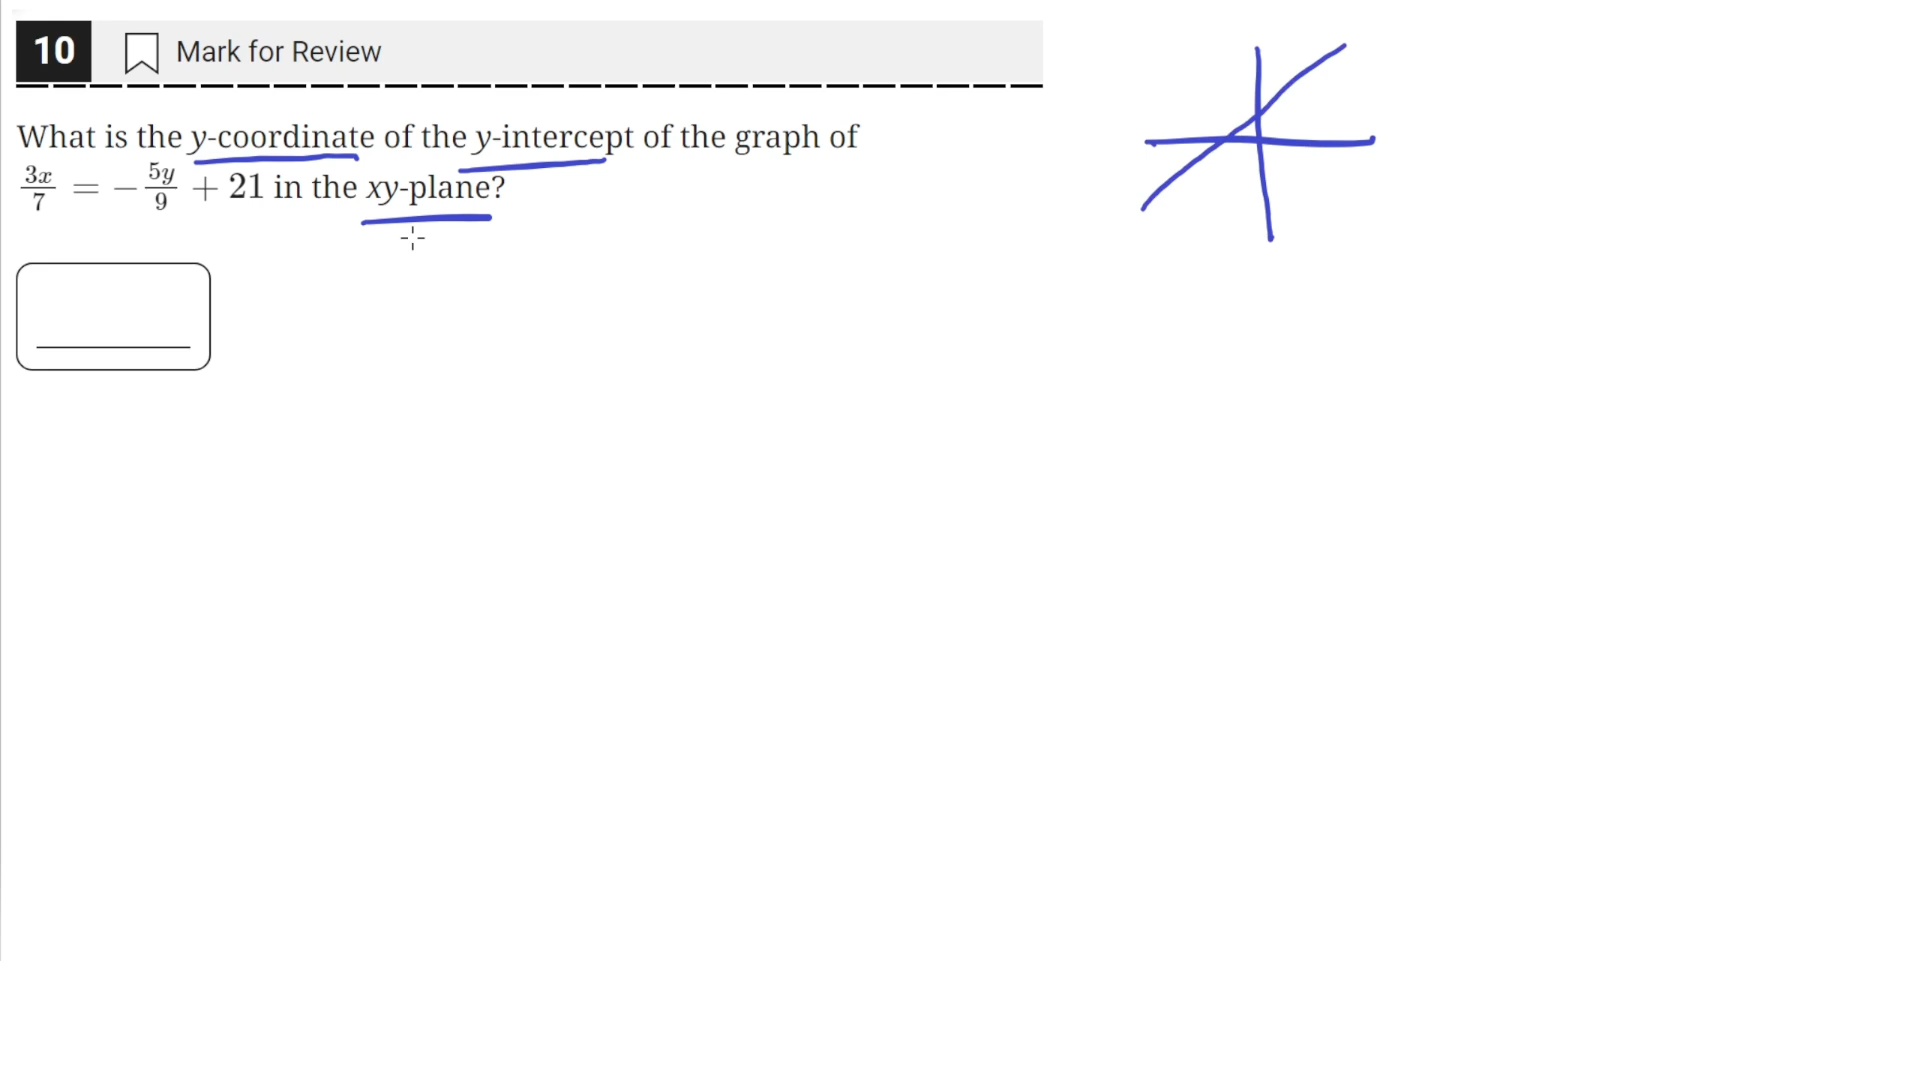 10 Mark for Review
What is the y-coordinate of the y-intercept of the graph of
3x/7 = −5y/9 + 21 in the xy-plane?